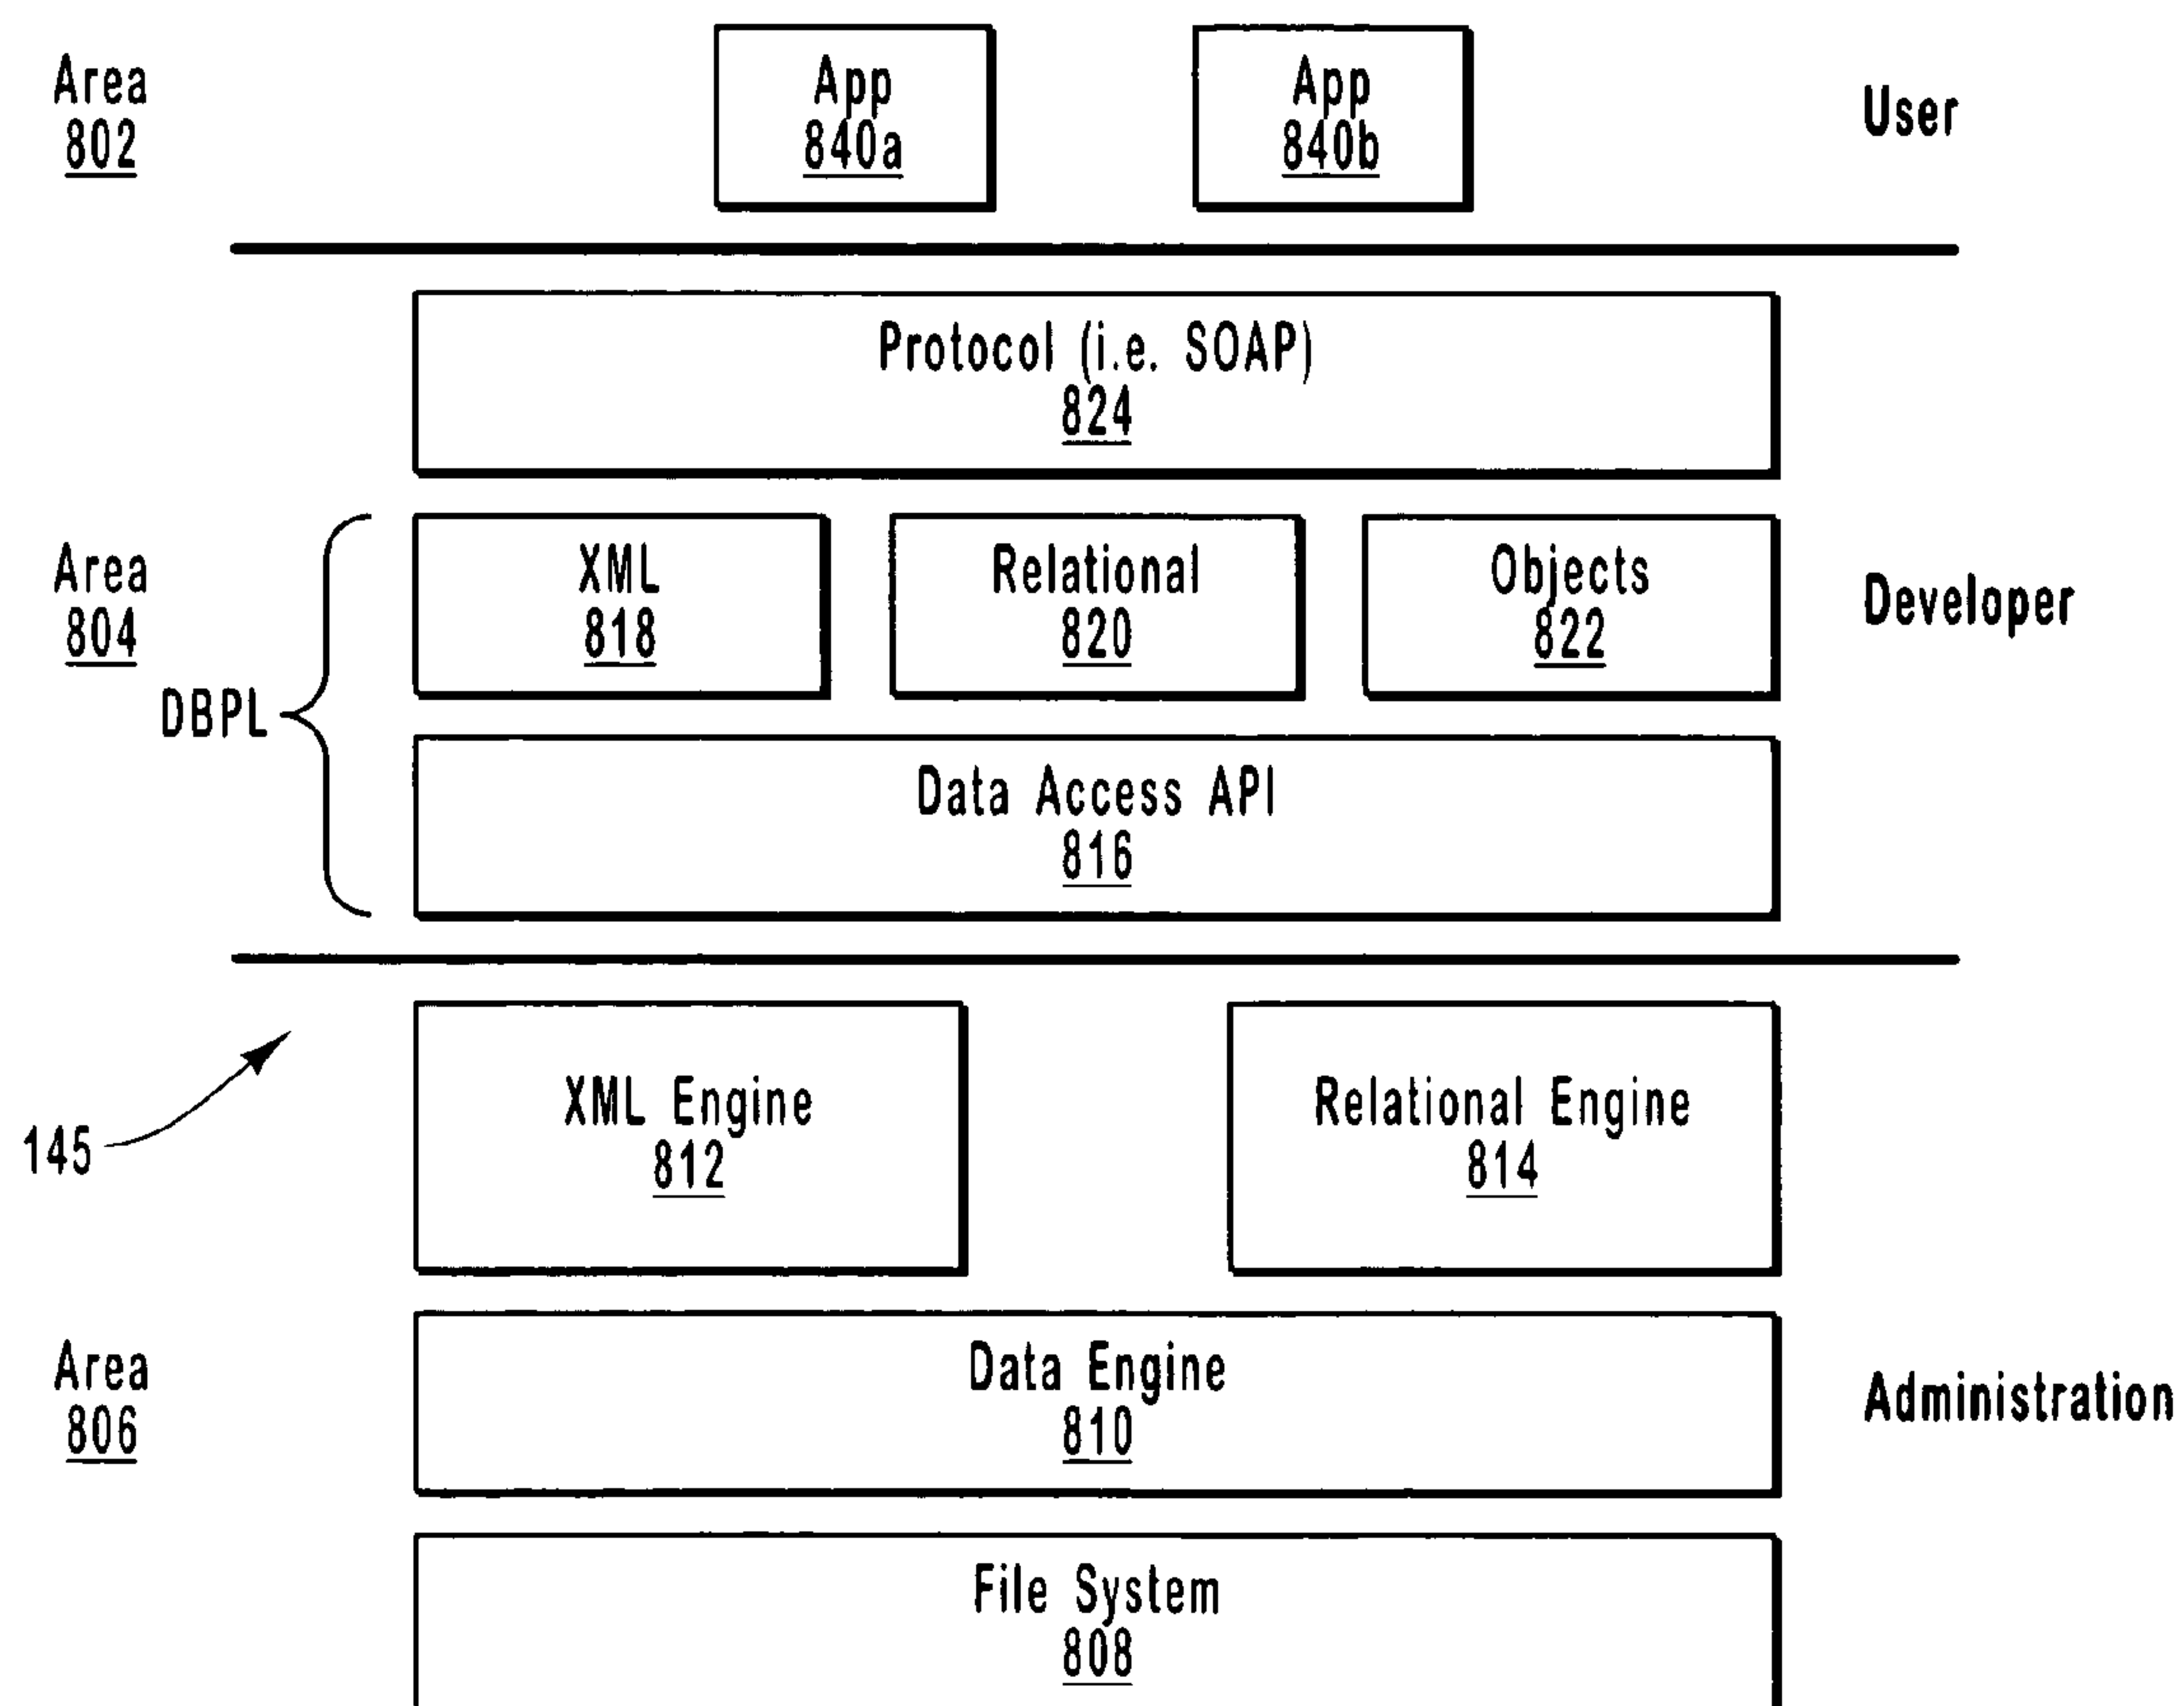 Area
802
App
840a
App
840b
User
Protocol (i.e. SOAP)
824
Area
804
DBPL
XML
818
Relational
820
Objects
822
Developer
Data Access API
816
145
XML Engine
812
Relational Engine
814
Area
806
Data Engine
810
Administration
File System
808